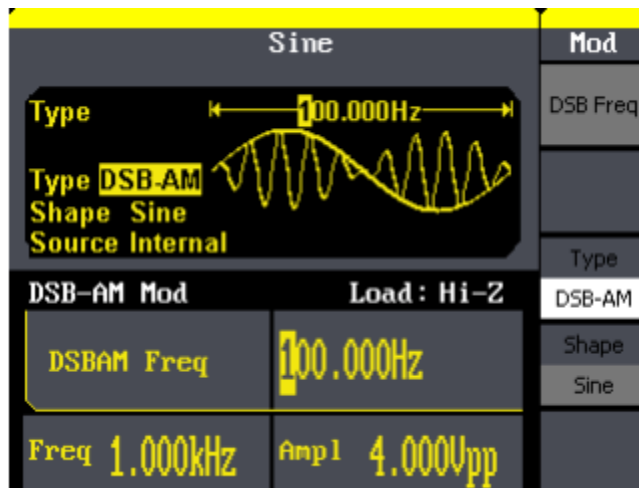 Sine
Mod
Type
100.000Hz
DSB Freq
Type DSB-AM
Shape Sine
Source Internal
Type
DSB-AM Mod
Load: Hi-Z
DSB-AM
DSBAM Freq
100.000Hz
Shape
Sine
Freq 1.000kHz
Ampl 4.000Vpp